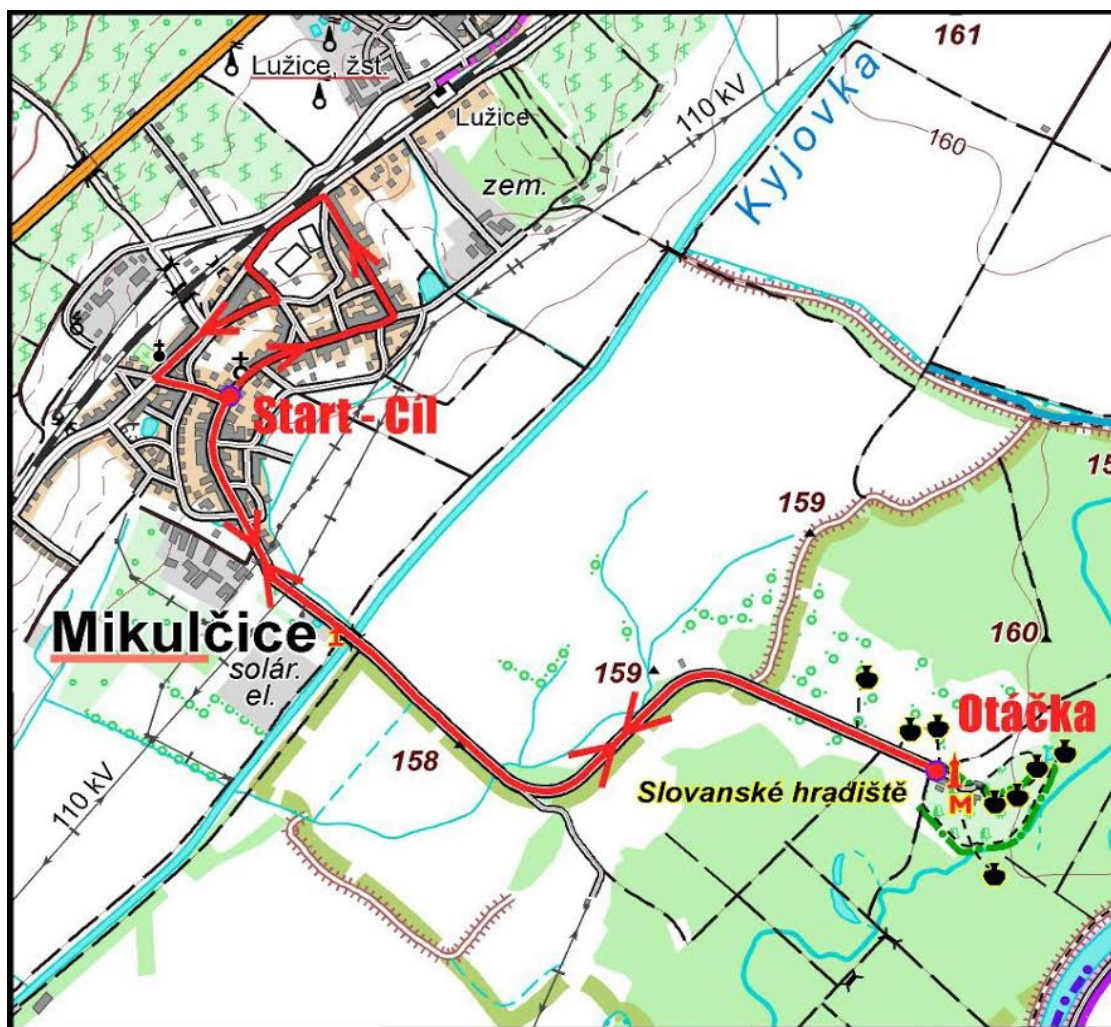 161
Lužice, žst.
Lužice
110 kV
160
Kyjovka
zem.
Start - Cíl
159
Mikulčice
solár.
el.
160
159
Otáčka
158
Slovanské hradiště
M
110 kV